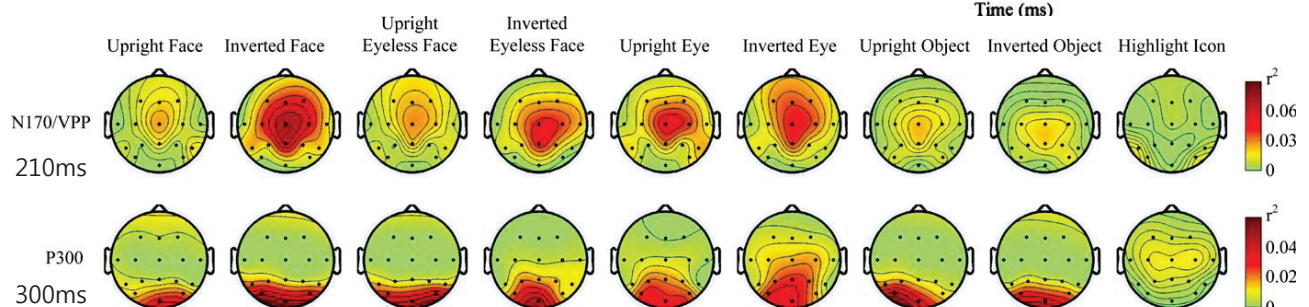 Time (ms)
Upright Face Inverted Face Upright Eyeless Face Inverted Eyeless Face Upright Eye Inverted Eye Upright Object Inverted Object Highlight Icon
N170/VPP
210ms
r²
0.06
0.03
0
P300
300ms
r²
0.04
0.02
0